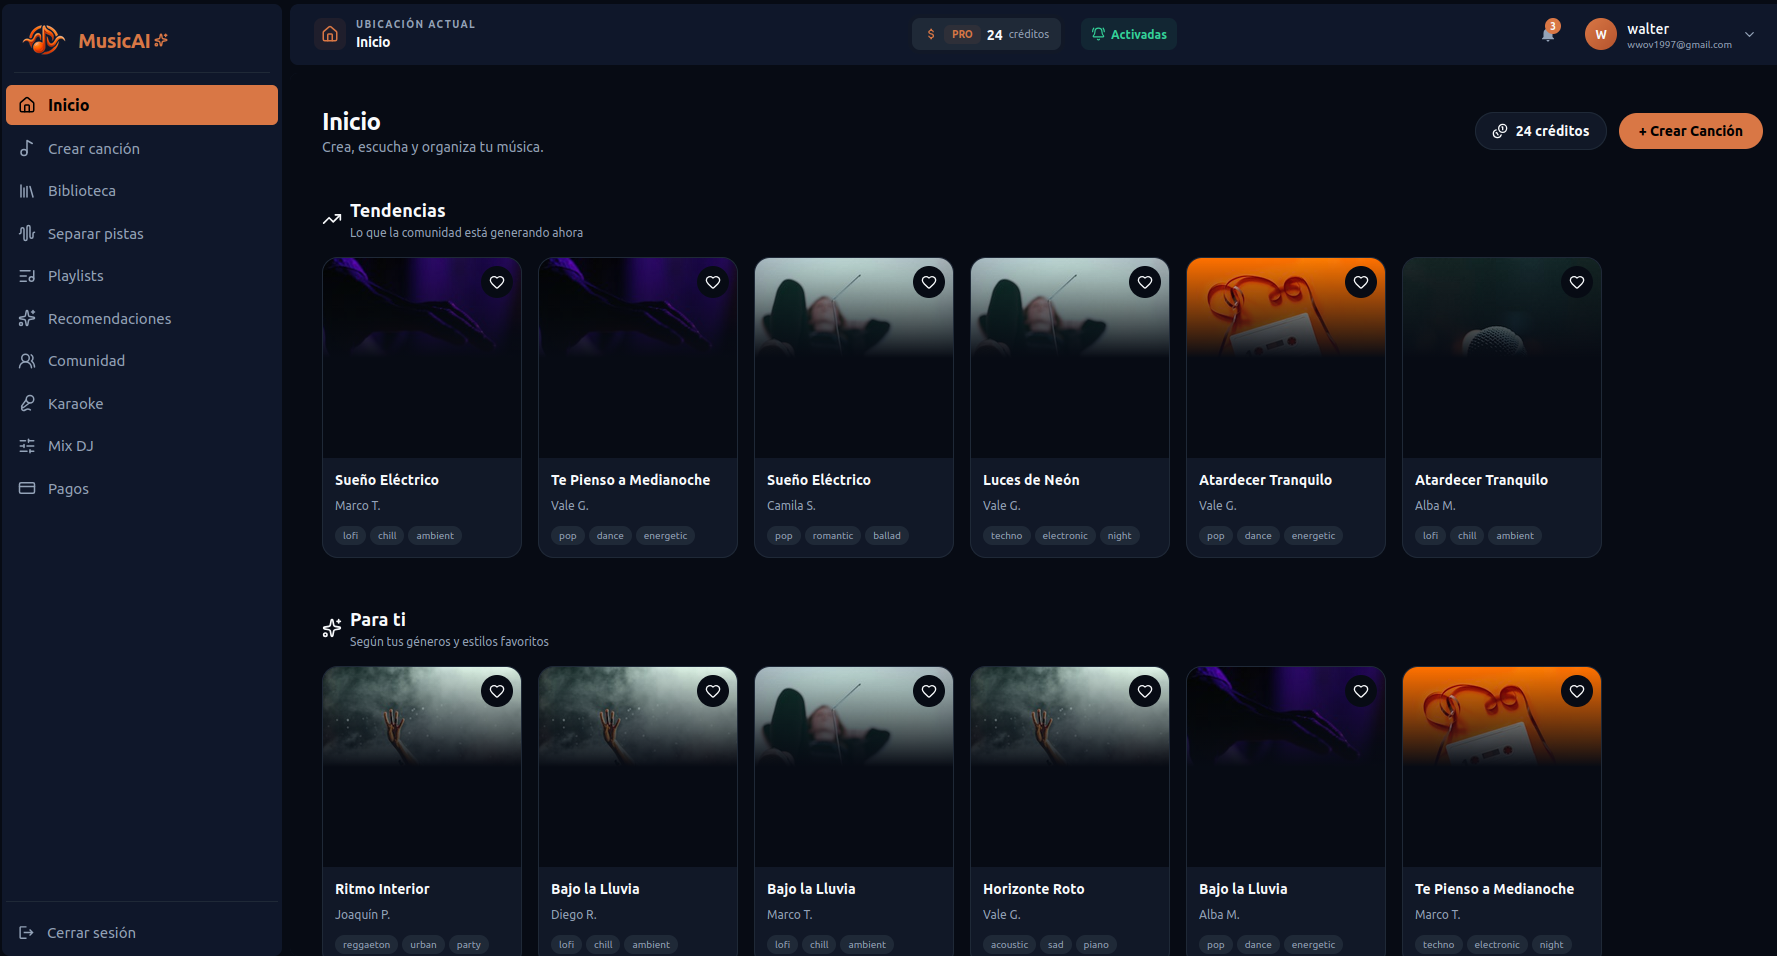 MusicAI
Inicio
Crear canción
Biblioteca
Separar pistas
Playlists
Recomendaciones
Comunidad
Karaoke
Mix DJ
Pagos
Cerrar sesión
UBICACIÓN ACTUAL
Inicio
$ PRO 24 créditos
Activadas
3
W
walter
wwov1997@gmail.com
Inicio
Crea, escucha y organiza tu música.
24 créditos
+ Crear Canción
Tendencias
Lo que la comunidad está generando ahora
Sueño Eléctrico
Marco T.
lofi chill ambient
Te Pienso a Medianoche
Vale G.
pop dance energetic
Sueño Eléctrico
Camila S.
pop romantic ballad
Luces de Neón
Vale G.
techno electronic night
Atardecer Tranquilo
Vale G.
pop dance energetic
Atardecer Tranquilo
Alba M.
lofi chill ambient
Para ti
Según tus géneros y estilos favoritos
Ritmo Interior
Joaquín P.
reggaeton urban party
Bajo la Lluvia
Diego R.
lofi chill ambient
Bajo la Lluvia
Marco T.
lofi chill ambient
Horizonte Roto
Vale G.
acoustic sad piano
Bajo la Lluvia
Alba M.
pop dance energetic
Te Pienso a Medianoche
Marco T.
techno electronic night